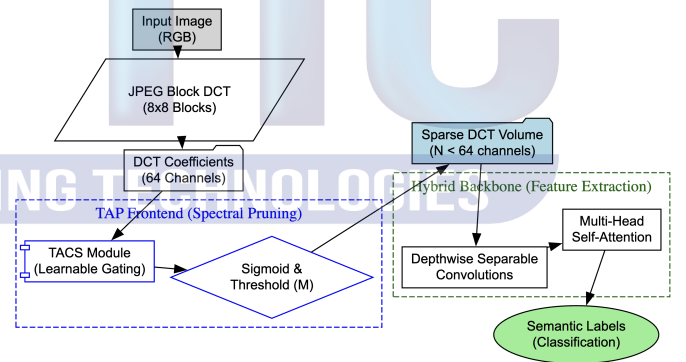 Input Image
(RGB)
JPEG Block DCT
(8x8 Blocks)
DCT Coefficients
(64 Channels)
TAP Frontend (Spectral Pruning)
TACS Module
(Learnable Gating)
Sigmoid &
Threshold (M)
Sparse DCT Volume
(N < 64 channels)
Hybrid Backbone (Feature Extraction)
Depthwise Separable
Convolutions
Multi-Head
Self-Attention
Semantic Labels
(Classification)
ITC
NG TECHNOLOGIES